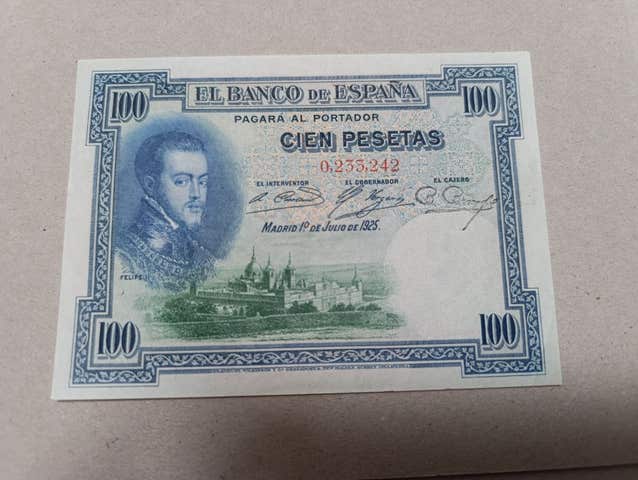 100 EL BANCO DE ESPAÑA 100
PAGARÁ AL PORTADOR
CIEN PESETAS
0,235,242
EL INTERVENTOR EL GOBERNADOR EL CAJERO
MADRID 1º DE JULIO DE 1925.
FELIPE
100 100